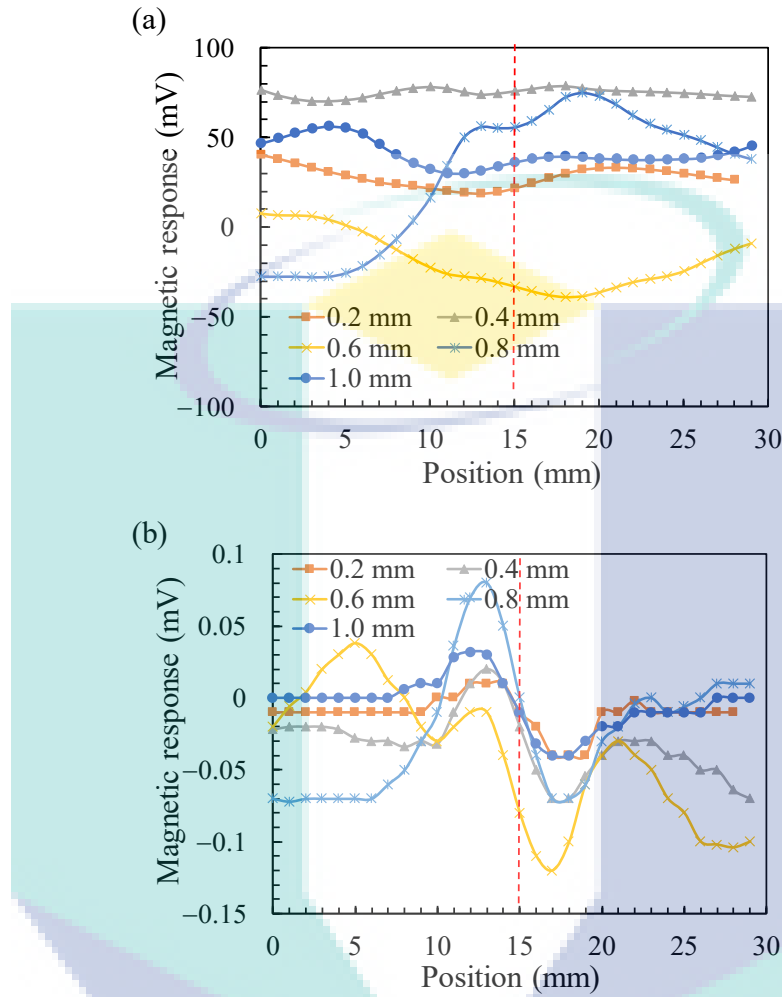 (a)
Magnetic response (mV)
100
50
0
−50
−100
0.2 mm 0.4 mm
0.6 mm 0.8 mm
1.0 mm
0 5 10 15 20 25 30
Position (mm)
(b)
Magnetic response (mV)
0.1
0.05
0
−0.05
−0.1
−0.15
0.2 mm 0.4 mm
0.6 mm 0.8 mm
1.0 mm
0 5 10 15 20 25 30
Position (mm)